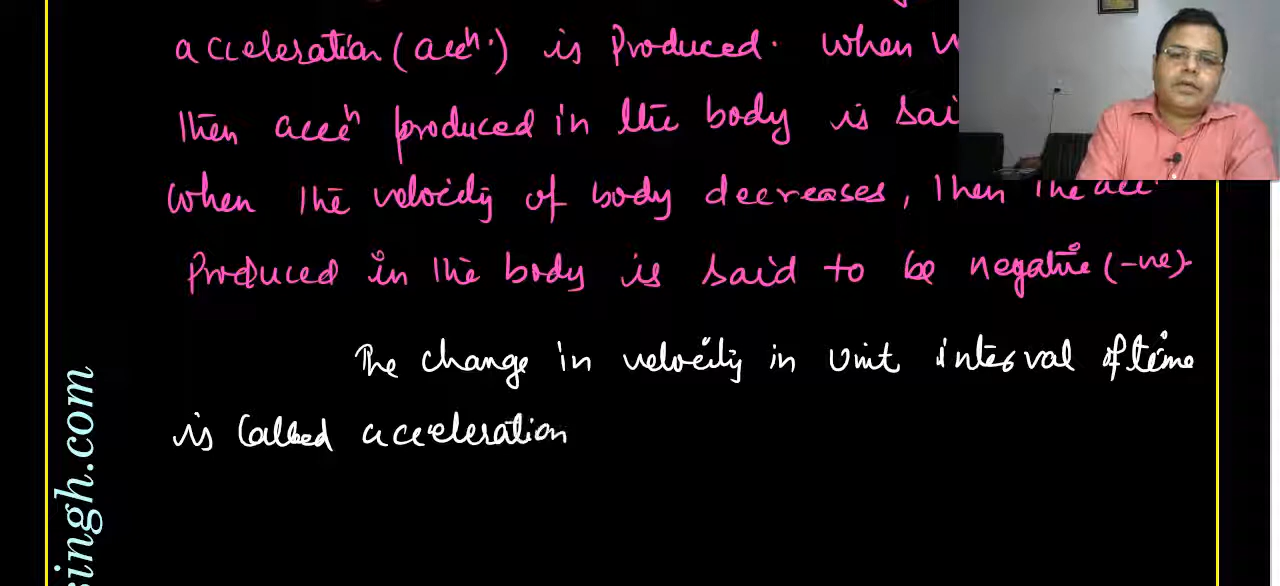 acceleration (accn.) is produced. When
then accen produced in the body is sai
When the velocity of body decreases, then the acc
Produced in the body is said to be negative (-ve).
The change in velocity in Unit interval of time
is called acceleration
singh.com